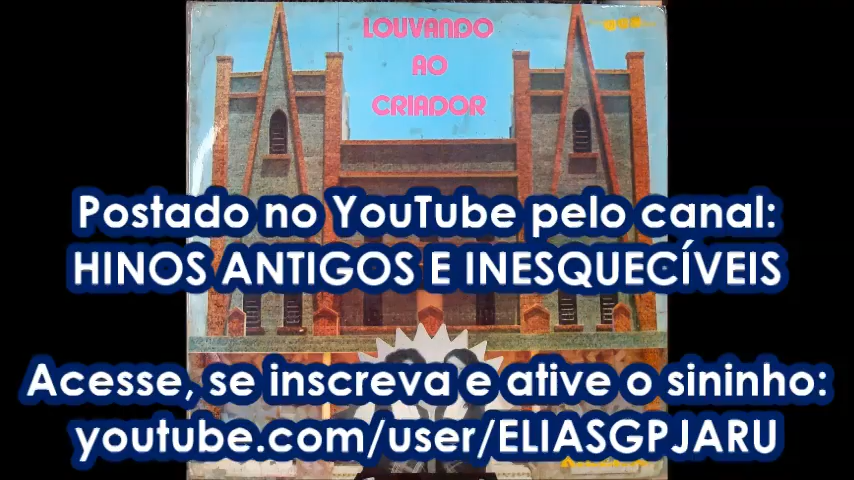 LOUVANDO
AO
CRIADOR
Postado no YouTube pelo canal:
HINOS ANTIGOS E INESQUECÍVEIS
Acesse, se inscreva e ative o sininho:
youtube.com/user/ELIASGPJARU